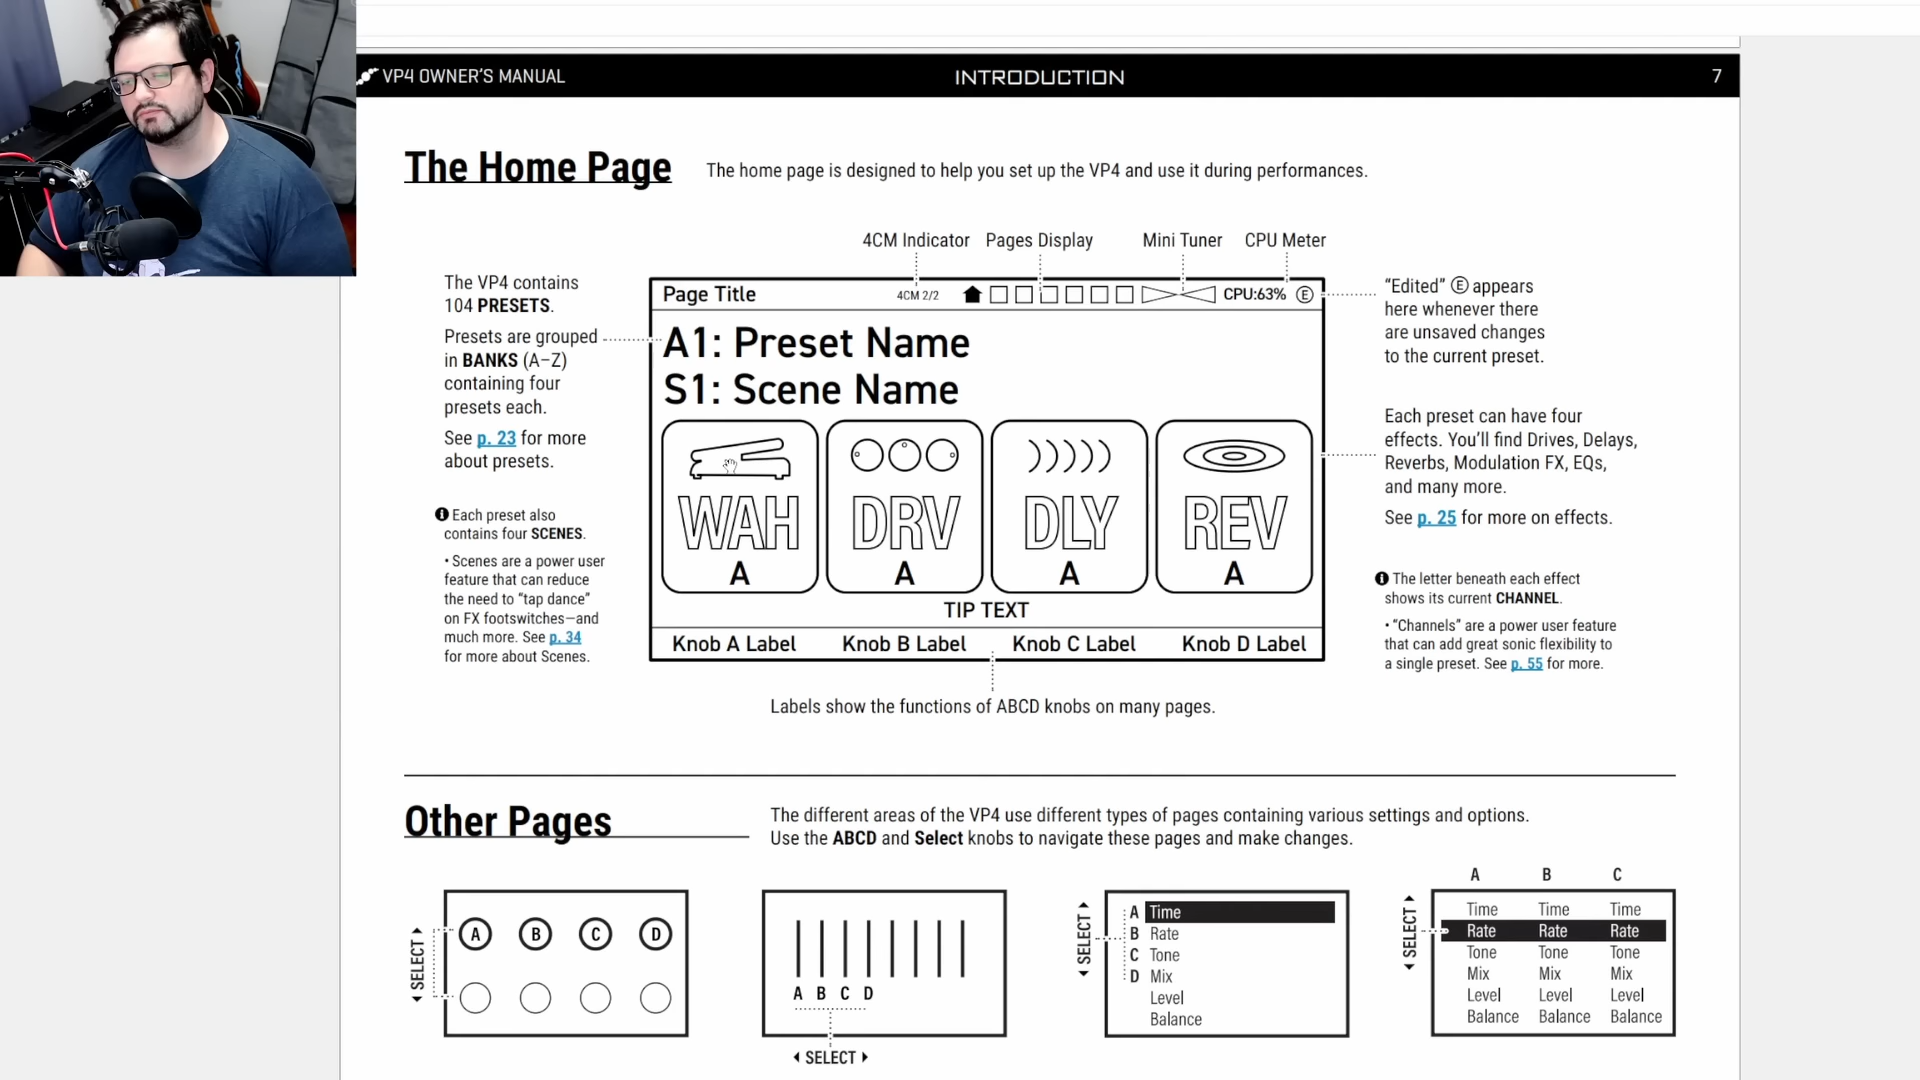 VP4 OWNER'S MANUAL
INTRODUCTION
7
The Home Page
The home page is designed to help you set up the VP4 and use it during performances.
4CM Indicator
Pages Display
Mini Tuner
CPU Meter
The VP4 contains
104 PRESETS.
Presets are grouped
in BANKS (A–Z)
containing four
presets each.
See p. 23 for more
about presets.
Each preset also
contains four SCENES.
• Scenes are a power user
feature that can reduce
the need to "tap dance"
on FX footswitches—and
much more. See p. 34
for more about Scenes.
Page Title
4CM 2/2
CPU:63%
E
A1: Preset Name
S1: Scene Name
WAH
A
DRV
A
DLY
A
REV
A
TIP TEXT
Knob A Label
Knob B Label
Knob C Label
Knob D Label
Labels show the functions of ABCD knobs on many pages.
"Edited" Ⓔ appears
here whenever there
are unsaved changes
to the current preset.
Each preset can have four
effects. You'll find Drives, Delays,
Reverbs, Modulation FX, EQs,
and many more.
See p. 25 for more on effects.
The letter beneath each effect
shows its current CHANNEL.
• "Channels" are a power user feature
that can add great sonic flexibility to
a single preset. See p. 55 for more.
Other Pages
The different areas of the VP4 use different types of pages containing various settings and options.
Use the ABCD and Select knobs to navigate these pages and make changes.
SELECT
A B C D
A B C D
SELECT
SELECT
A Time
B Rate
C Tone
D Mix
Level
Balance
SELECT
A B C
Time Time Time
Rate Rate Rate
Tone Tone Tone
Mix Mix Mix
Level Level Level
Balance Balance Balance